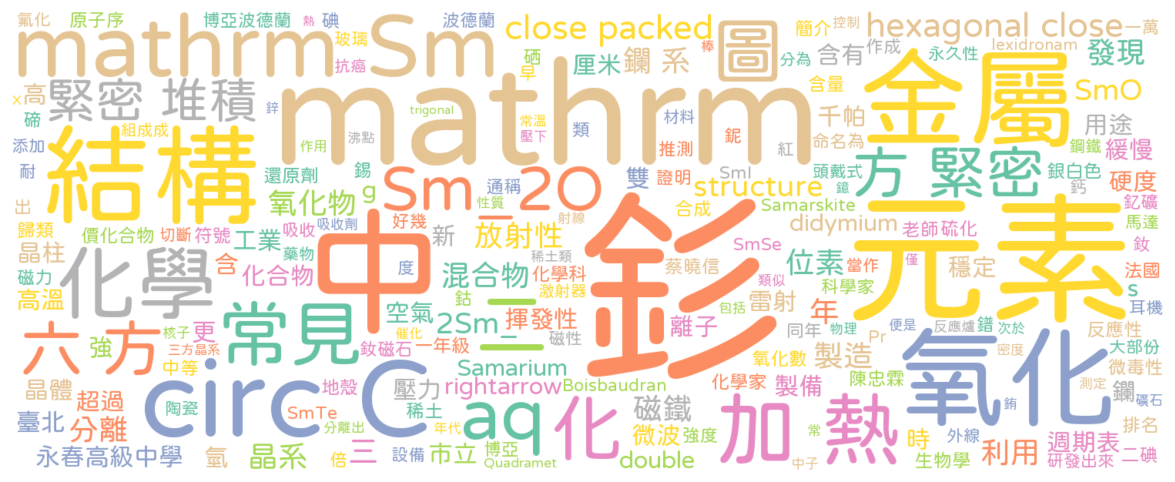 氟化 原子序 博亞波德蘭 熱 碘 波德蘭 close packed 簡介 控制 hexagonal close 一萬
mathrm Sm 玻璃 抗癌 硒 早 厘米 鑭 系 圖 棒 分為 含有 作成 永久性 lexidronam 發現
x 高 緊密 堆積 鋅 mathrm trigonal 類 材料 鈮 紅 含量 千帕 金屬 SmO
碲 組成成 常溫 壓下 命名為 用途
添加 結構 作用 沸點 推測 頭戴式 方 緊密 鋼鐵 緩慢
耐 還原劑 錫 通稱 雙 證明 SmI 鐿 銀白色 鈣 硬度
出 氧化物 g Sm _2O 性質 structure 合成 Samarskite 釔礦
歸類 價化合物 切斷 符號 吸收 吸收劑 好幾 射線 didymium 老師 硫化 馬達
晶柱 工業 藥物 中 新 放射性 稀土類 釤 SmSe 元素 釹
磁力 化學 含 化合物 度 混合物 化學科 蔡曉信 位素 當作 僅 穩定 法國
高溫 鈷 激射器 類似 雷射 科學家 s 耳機
六方 更 常見 空氣 2Sm 二 揮發性 離子 年 便是 反應爐 鍺 次於 反應性
核子 強 三方晶系 釹磁石 一年級 磁性 包括 同年 物理 Pr 氧化 大部份
中等 circ C Samarium 氧化數 製造 密度 微毒性
晶體 超過 地殼 壓力 rightarrow Boisbaudran 化學家 製備 陳忠霖 測定 鑭 礦石
臺北 分離 陶瓷 SmTe 稀土 aq 化 磁鐵 加 熱 銪 排名
分離出 年代 博亞 微波 強度 常 時 外線 週期表
永春高級中學 氫 晶系 倍 三 設備 市立 Quadramet double 中子 生物學 利用 研發出來 二碘